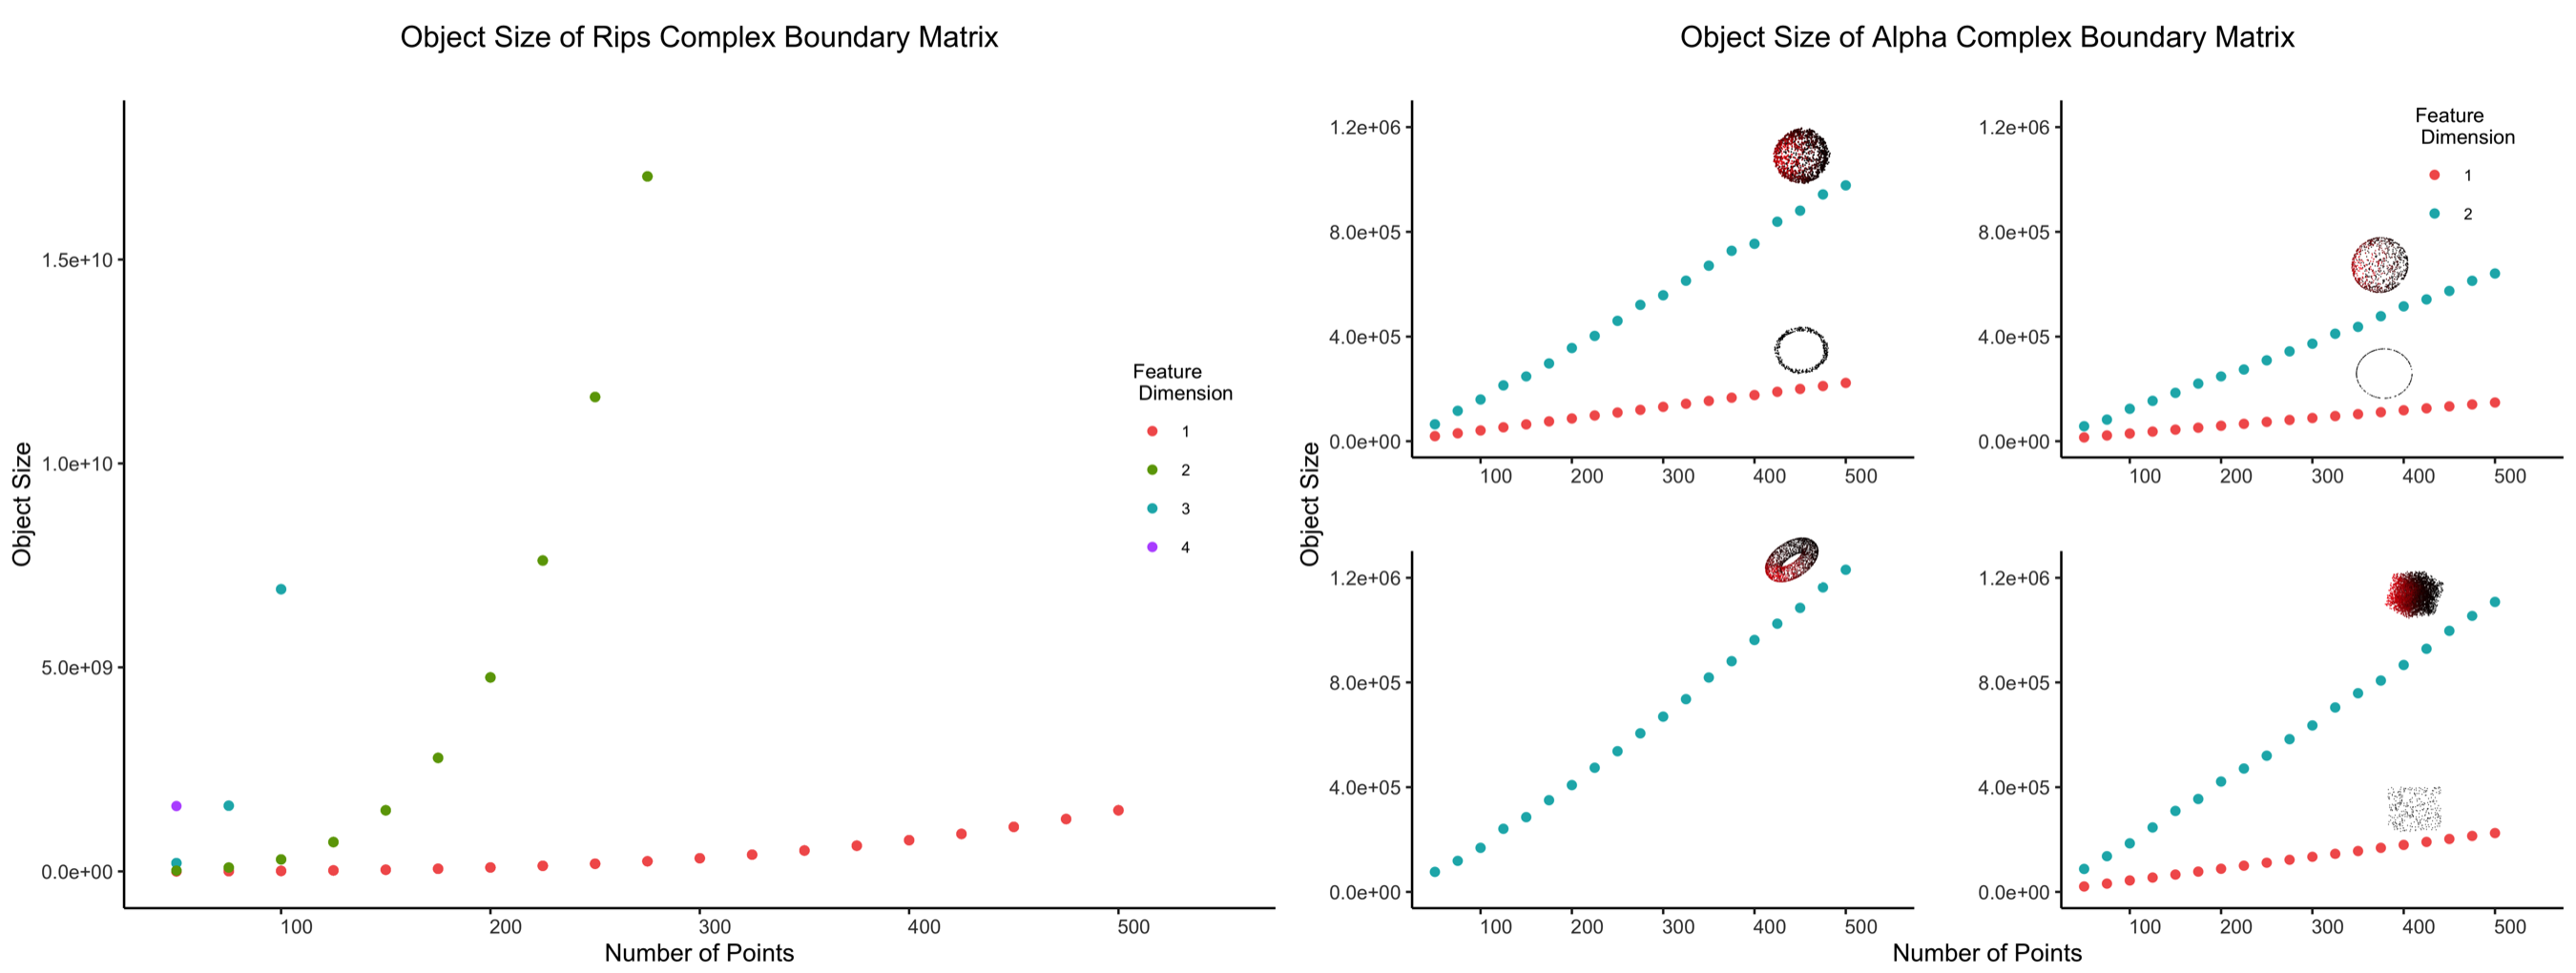 Object Size of Rips Complex Boundary Matrix
Object Size
1.5e+10
1.0e+10
5.0e+09
0.0e+00
100 200 300 400 500
Number of Points
Feature
Dimension
1
2
3
4
Object Size of Alpha Complex Boundary Matrix
Object Size
1.2e+06
8.0e+05
4.0e+05
0.0e+00
100 200 300 400 500
1.2e+06
8.0e+05
4.0e+05
0.0e+00
100 200 300 400 500
Feature
Dimension
1
2
1.2e+06
8.0e+05
4.0e+05
0.0e+00
100 200 300 400 500
1.2e+06
8.0e+05
4.0e+05
0.0e+00
100 200 300 400 500
Number of Points